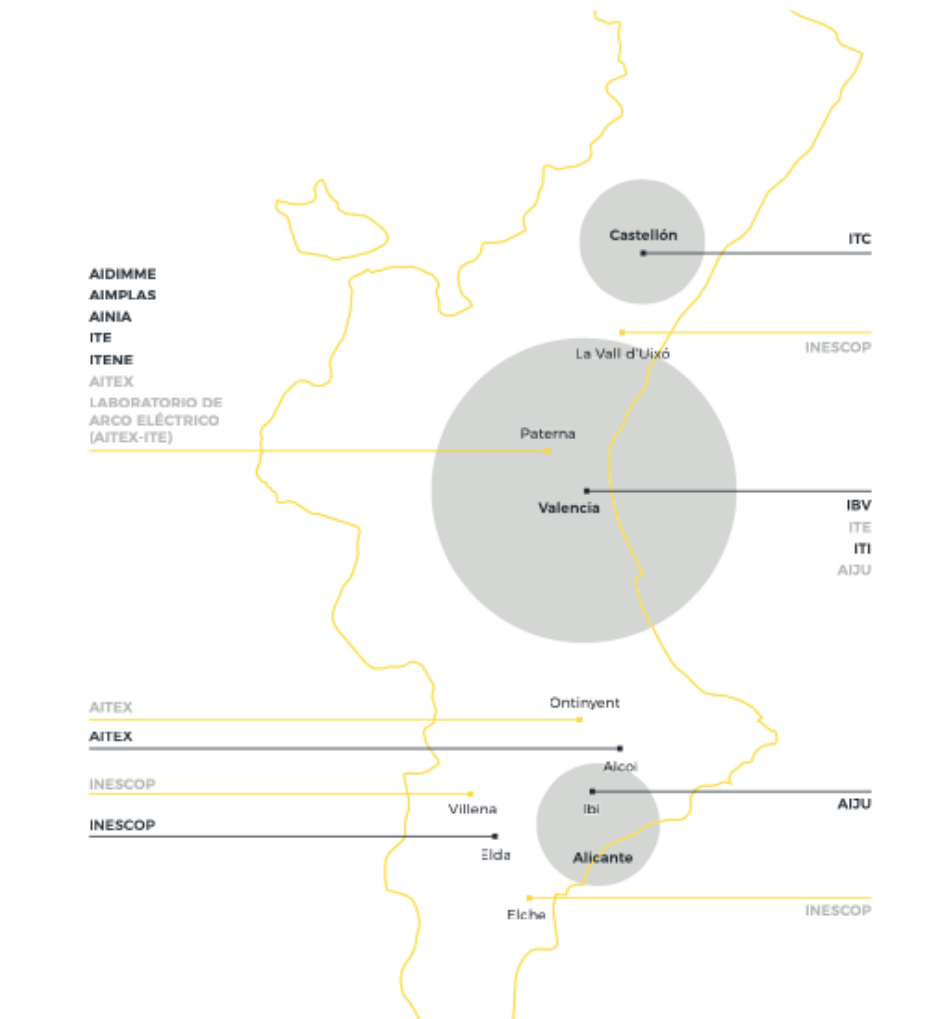 Castellón
ITC
AIDIMME
AIMPLAS
AINIA
ITE
ITENE
AITEX
LABORATORIO DE
ARCO ELÉCTRICO
(AITEX-ITE)
INESCOP
La Vall d'Uixó
Paterna
Valencia
IBV
ITE
ITI
AIJU
AITEX
Ontinyent
AITEX
Alcoi
INESCOP
Villena
Ibi
AIJU
INESCOP
Elda
Alicante
Elche
INESCOP